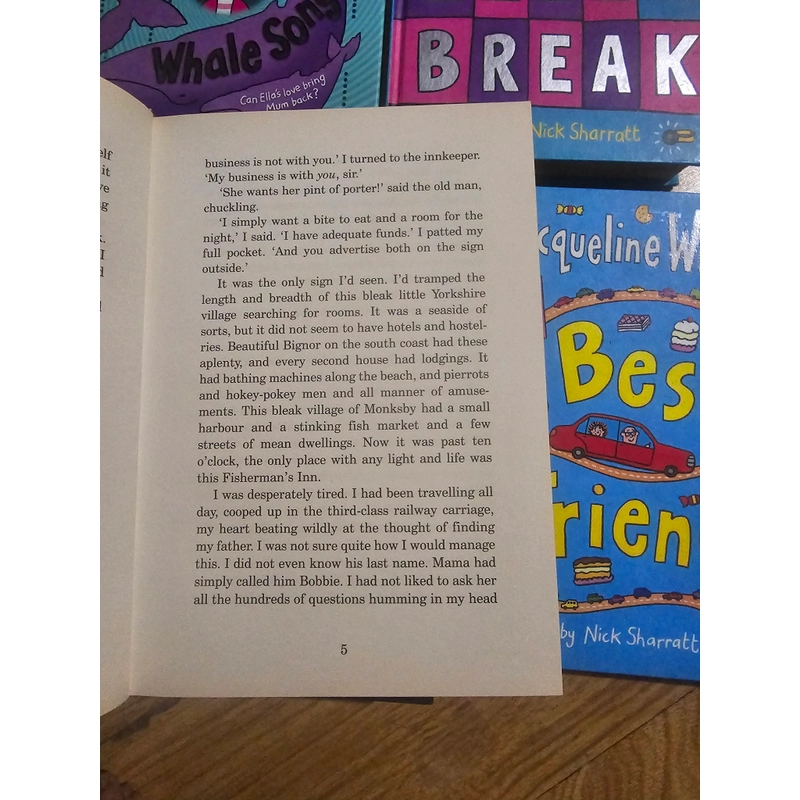 Whale Song
Can Ella's love bring
Mum back?
BREAK
Nick Sharratt
elf
it
ve
ng
k.
I
d
l
business is not with you.' I turned to the innkeeper.
'My business is with you, sir.'
'She wants her pint of porter!' said the old man,
chuckling.
'I simply want a bite to eat and a room for the
night,' I said. 'I have adequate funds.' I patted my
full pocket. 'And you advertise both on the sign
outside.'
It was the only sign I'd seen. I'd tramped the
length and breadth of this bleak little Yorkshire
village searching for rooms. It was a seaside of
sorts, but it did not seem to have hotels and hostel-
ries. Beautiful Bignor on the south coast had these
aplenty, and every second house had lodgings. It
had bathing machines along the beach, and pierrots
and hokey-pokey men and all manner of amuse-
ments. This bleak village of Monksby had a small
harbour and a stinking fish market and a few
streets of mean dwellings. Now it was past ten
o'clock, the only place with any light and life was
this Fisherman's Inn.
I was desperately tired. I had been travelling all
day, cooped up in the third-class railway carriage,
my heart beating wildly at the thought of finding
my father. I was not sure quite how I would manage
this. I did not even know his last name. Mama had
simply called him Bobbie. I had not liked to ask her
all the hundreds of questions humming in my head
5
cqueline W
Bes
Frien
by Nick Sharratt